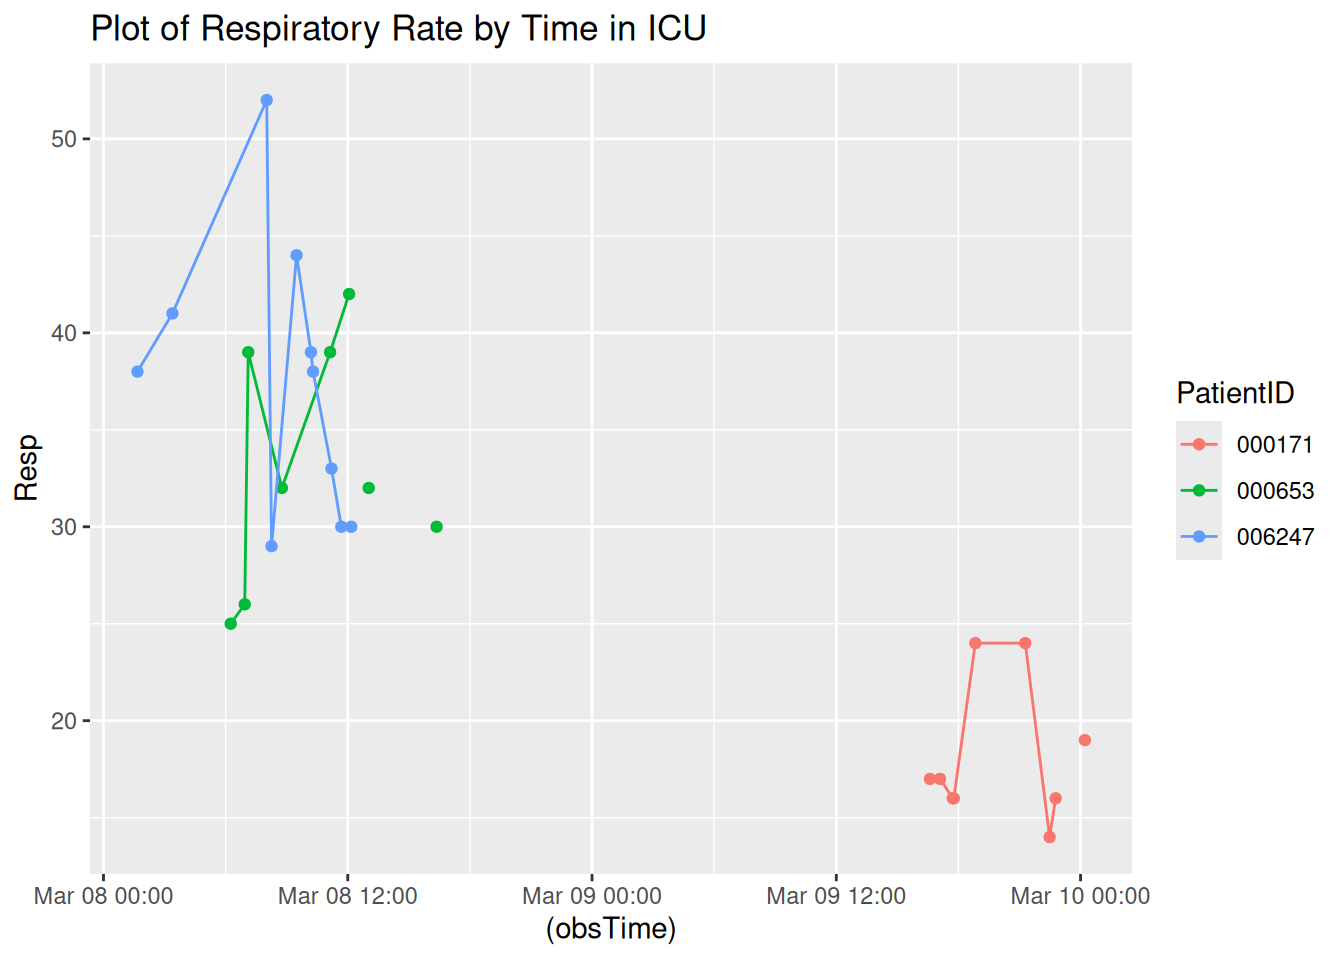 Plot of Respiratory Rate by Time in ICU
50
40
30
20
Resp
Mar 08 00:00
Mar 08 12:00
Mar 09 00:00
Mar 09 12:00
Mar 10 00:00
(obsTime)
PatientID
000171
000653
006247